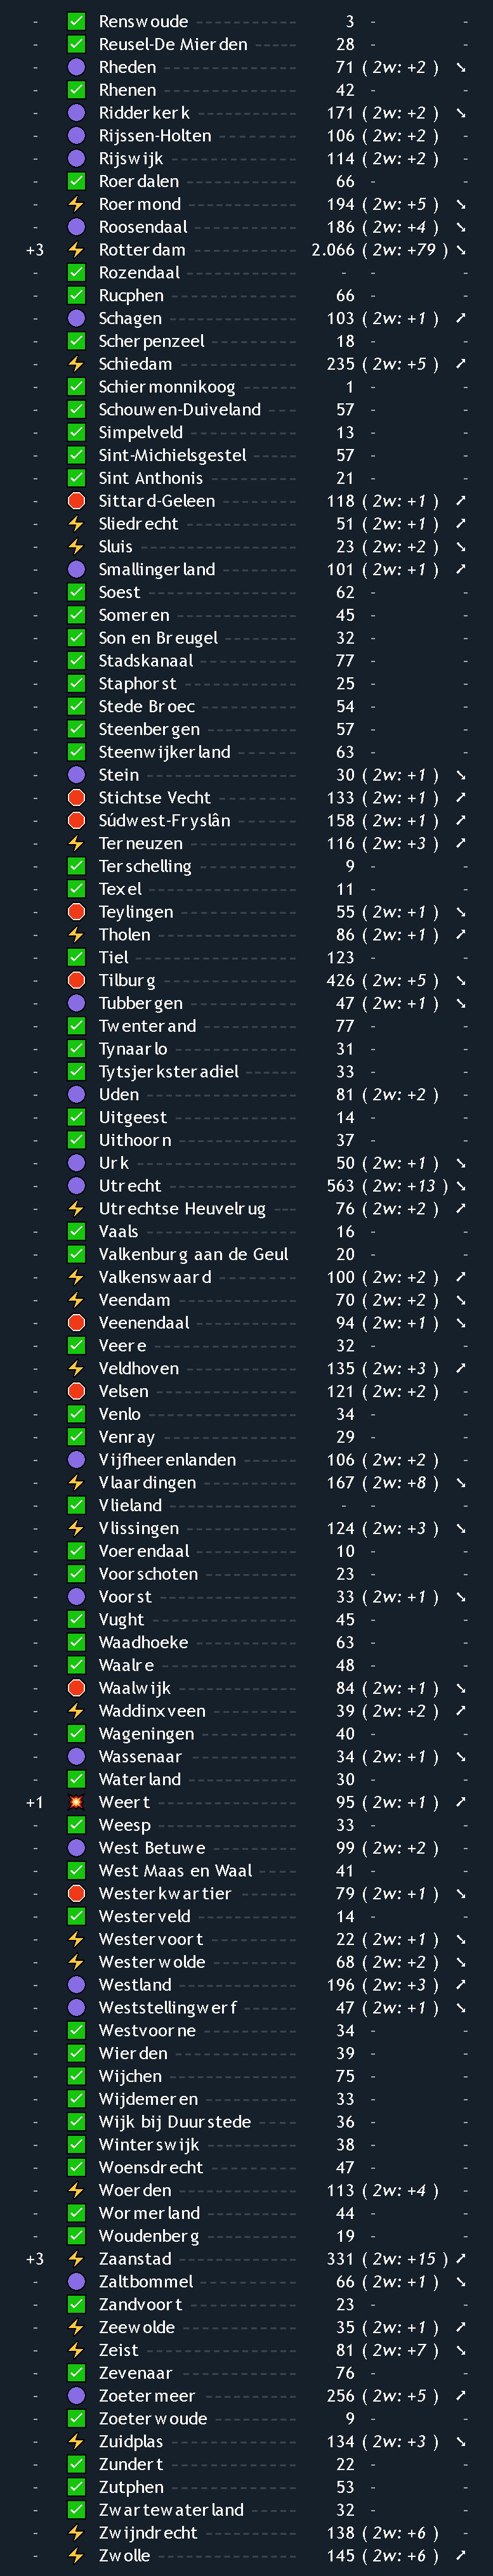 - ✅ Renswoude 3 - -
- ✅ Reusel-De Mierden 28 - -
- 🟣 Rheden 71 ( 2w: +2 ) ↘
- ✅ Rhenen 42 - -
- 🟣 Ridderkerk 171 ( 2w: +2 ) ↘
- 🟣 Rijssen-Holten 106 ( 2w: +2 ) -
- 🟣 Rijswijk 114 ( 2w: +2 ) -
- ✅ Roerdalen 66 - -
- ⚡ Roermond 194 ( 2w: +5 ) ↘
- 🟣 Roosendaal 186 ( 2w: +4 ) ↘
+3 ⚡ Rotterdam 2.066 (2w: +79 ) ↘
- ✅ Rozendaal - - -
- ✅ Rucphen 66 - -
- 🟣 Schagen 103 ( 2w: +1 ) ↗
- ✅ Scherpenzeel 18 - -
- ⚡ Schiedam 235 ( 2w: +5 ) ↗
- ✅ Schiermonnikoog 1 - -
- ✅ Schouwen-Duiveland 57 - -
- ✅ Simpelveld 13 - -
- ✅ Sint-Michielsgestel 57 - -
- ✅ Sint Anthonis 21 - -
- 🛑 Sittard-Geleen 118 ( 2w: +1 ) ↗
- ⚡ Sliedrecht 51 ( 2w: +1 ) ↗
- ⚡ Sluis 23 ( 2w: +2 ) ↘
- 🟣 Smallingerland 101 ( 2w: +1 ) ↗
- ✅ Soest 62 - -
- ✅ Someren 45 - -
- ✅ Son en Breugel 32 - -
- ✅ Stadskanaal 77 - -
- ✅ Staphorst 25 - -
- ✅ Stede Broec 54 - -
- ✅ Steenbergen 57 - -
- ✅ Steenwijkerland 63 - -
- 🟣 Stein 30 ( 2w: +1 ) ↘
- 🛑 Stichtse Vecht 133 ( 2w: +1 ) ↗
- 🛑 Súdwest-Fryslân 158 ( 2w: +1 ) ↗
- ⚡ Terneuzen 116 ( 2w: +3 ) ↗
- ✅ Terschelling 9 - -
- ✅ Texel 11 - -
- 🛑 Teylingen 55 ( 2w: +1 ) ↘
- ⚡ Tholen 86 ( 2w: +1 ) ↗
- ✅ Tiel 123 - -
- 🛑 Tilburg 426 ( 2w: +5 ) ↘
- 🟣 Tubbergen 47 ( 2w: +1 ) ↘
- ✅ Twenterand 77 - -
- ✅ Tynaarlo 31 - -
- ✅ Tytsjerksteradiel 33 - -
- 🟣 Uden 81 ( 2w: +2 ) -
- ✅ Uitgeest 14 - -
- ✅ Uithoorn 37 - -
- 🟣 Urk 50 ( 2w: +1 ) ↘
- 🟣 Utrecht 563 ( 2w: +13 ) ↘
- ⚡ Utrechtse Heuvelrug 76 ( 2w: +2 ) ↗
- ✅ Vaals 16 - -
- ✅ Valkenburg aan de Geul 20 - -
- ⚡ Valkenswaard 100 ( 2w: +2 ) ↗
- ⚡ Veendam 70 ( 2w: +2 ) ↘
- 🛑 Veenendaal 94 ( 2w: +1 ) ↘
- ✅ Veere 32 - -
- ⚡ Veldhoven 135 ( 2w: +3 ) ↗
- 🛑 Velsen 121 ( 2w: +2 ) -
- ✅ Venlo 34 - -
- ✅ Venray 29 - -
- 🟣 Vijfheerenlanden 106 ( 2w: +2 ) -
- ⚡ Vlaardingen 167 ( 2w: +8 ) ↘
- ✅ Vlieland - - -
- ⚡ Vlissingen 124 ( 2w: +3 ) ↘
- ✅ Voerendaal 10 - -
- ✅ Voorschoten 23 - -
- 🟣 Voorst 33 ( 2w: +1 ) ↘
- ✅ Vught 45 - -
- ✅ Waadhoeke 63 - -
- ✅ Waalre 48 - -
- 🛑 Waalwijk 84 ( 2w: +1 ) ↘
- ⚡ Waddinxveen 39 ( 2w: +2 ) ↗
- ✅ Wageningen 40 - -
- 🟣 Wassenaar 34 ( 2w: +1 ) ↘
- ✅ Waterland 30 - -
+1 💥 Weert 95 ( 2w: +1 ) ↗
- ✅ Weesp 33 - -
- 🟣 West Betuwe 99 ( 2w: +2 ) -
- ✅ West Maas en Waal 41 - -
- 🛑 Westerkwartier 79 ( 2w: +1 ) ↘
- ✅ Westerveld 14 - -
- ⚡ Westervoort 22 ( 2w: +1 ) ↘
- ⚡ Westerwolde 68 ( 2w: +2 ) ↘
- 🟣 Westland 196 ( 2w: +3 ) ↗
- 🟣 Weststellingwerf 47 ( 2w: +1 ) ↘
- ✅ Westvoorne 34 - -
- ✅ Wierden 39 - -
- ✅ Wijchen 75 - -
- ✅ Wijdemeren 33 - -
- ✅ Wijk bij Duurstede 36 - -
- ✅ Winterswijk 38 - -
- ✅ Woensdrecht 47 - -
- ⚡ Woerden 113 ( 2w: +4 ) -
- ✅ Wormerland 44 - -
- ✅ Woudenberg 19 - -
+3 ⚡ Zaanstad 331 ( 2w: +15 ) ↗
- 🟣 Zaltbommel 66 ( 2w: +1 ) ↘
- ✅ Zandvoort 23 - -
- ⚡ Zeewolde 35 ( 2w: +1 ) ↗
- ⚡ Zeist 81 ( 2w: +7 ) ↘
- ✅ Zevenaar 76 - -
- 🟣 Zoetermeer 256 ( 2w: +5 ) ↗
- ✅ Zoeterwoude 9 - -
- ⚡ Zuidplas 134 ( 2w: +3 ) ↘
- ✅ Zundert 22 - -
- ✅ Zutphen 53 - -
- ✅ Zwartewaterland 32 - -
- ⚡ Zwijndrecht 138 ( 2w: +6 ) -
- ⚡ Zwolle 145 ( 2w: +6 ) ↗